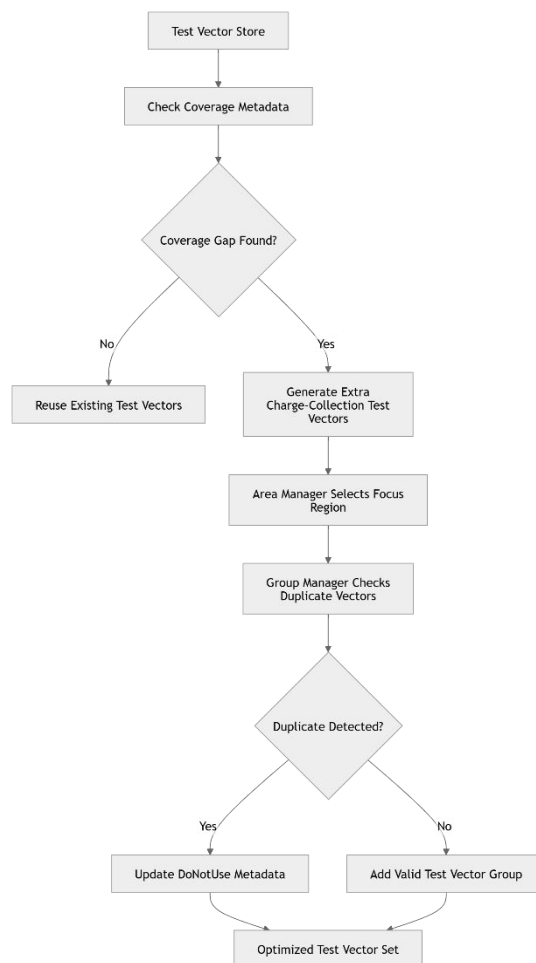 Test Vector Store
Check Coverage Metadata
Coverage Gap Found?
No
Yes
Reuse Existing Test Vectors
Generate Extra
Charge-Collection Test
Vectors
Area Manager Selects Focus
Region
Group Manager Checks
Duplicate Vectors
Duplicate Detected?
Yes
No
Update DoNotUse Metadata
Add Valid Test Vector Group
Optimized Test Vector Set